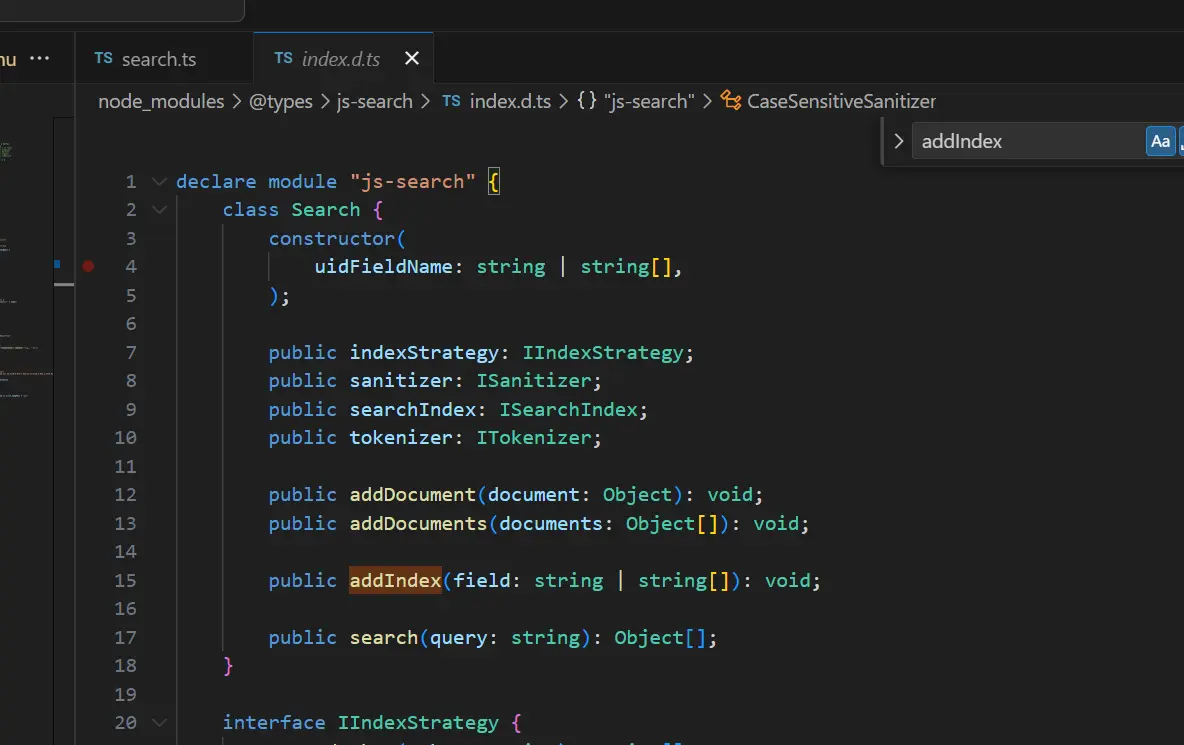 nu ···
TS search.ts
TS index.d.ts
node_modules > @types > js-search > TS index.d.ts > {} "js-search" > CaseSensitiveSanitizer
addIndex Aa
1 declare module "js-search" {
2 class Search {
3 constructor(
4 uidFieldName: string | string[],
5 );
6
7 public indexStrategy: IIndexStrategy;
8 public sanitizer: ISanitizer;
9 public searchIndex: ISearchIndex;
10 public tokenizer: ITokenizer;
11
12 public addDocument(document: Object): void;
13 public addDocuments(documents: Object[]): void;
14
15 public addIndex(field: string | string[]): void;
16
17 public search(query: string): Object[];
18 }
19
20 interface IIndexStrategy {